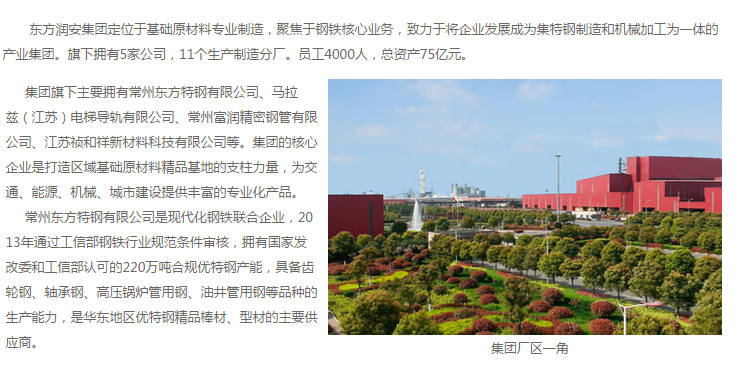 东方润安集团定位于基础原材料专业制造，聚焦于钢铁核心业务，致力于将企业发展成为集特钢制造和机械加工为一体的
产业集团。旗下拥有5家公司，11个生产制造分厂。员工4000人，总资产75亿元。
集团旗下主要拥有常州东方特钢有限公司、马拉
兹（江苏）电梯导轨有限公司、常州富润精密钢管有限
公司、江苏祯和祥新材料科技有限公司等。集团的核心
企业是打造区域基础原材料精品基地的支柱力量，为交
通、能源、机械、城市建设提供丰富的专业化产品。
常州东方特钢有限公司是现代化钢铁联合企业，20
13年通过工信部钢铁行业规范条件审核，拥有国家发
改委和工信部认可的220万吨合规优特钢产能，具备齿
轮钢、轴承钢、高压锅炉管用钢、油井管用钢等品种的
生产能力，是华东地区优特钢精品棒材、型材的主要供
应商。
集团厂区一角